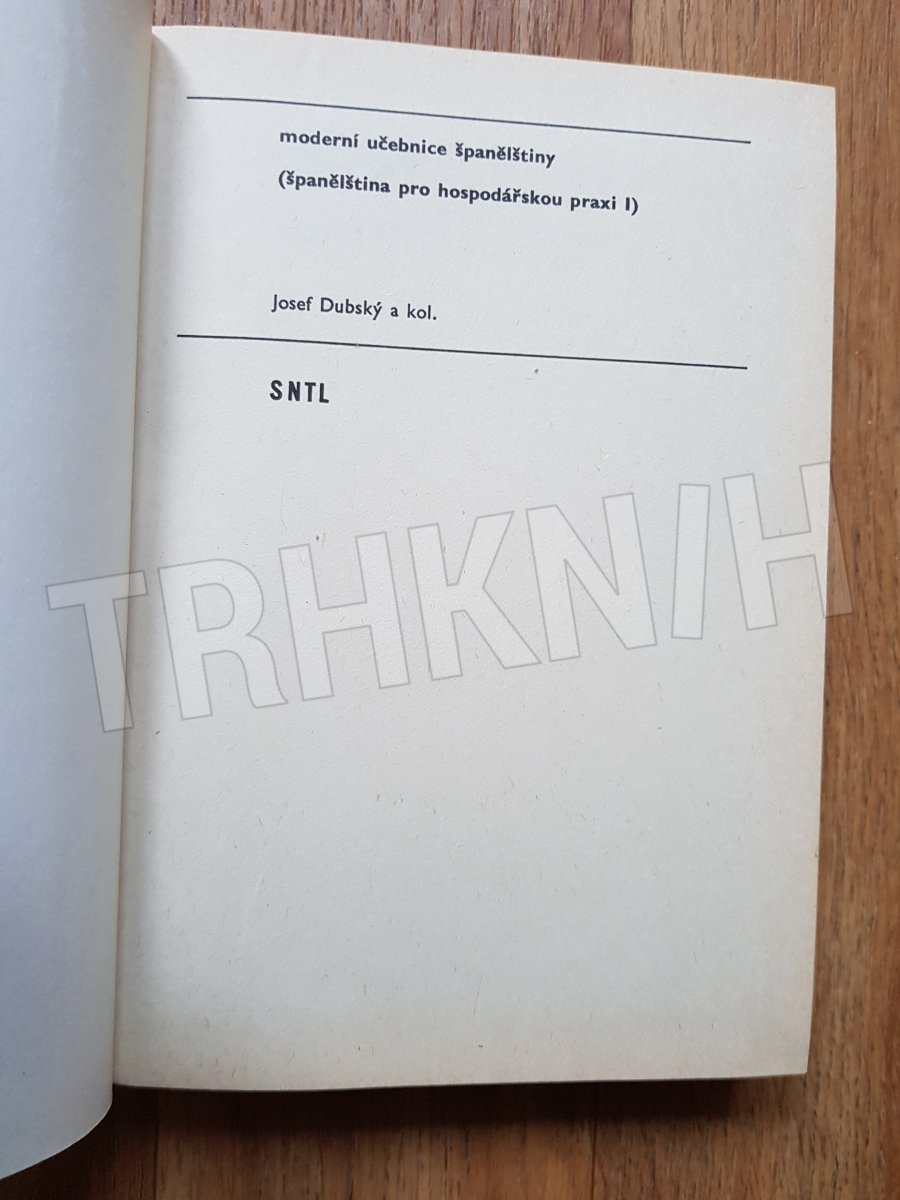 moderní učebnice španělštiny
(španělština pro hospodářskou praxi I)
Josef Dubský a kol.
SNTL
TRHKNIH